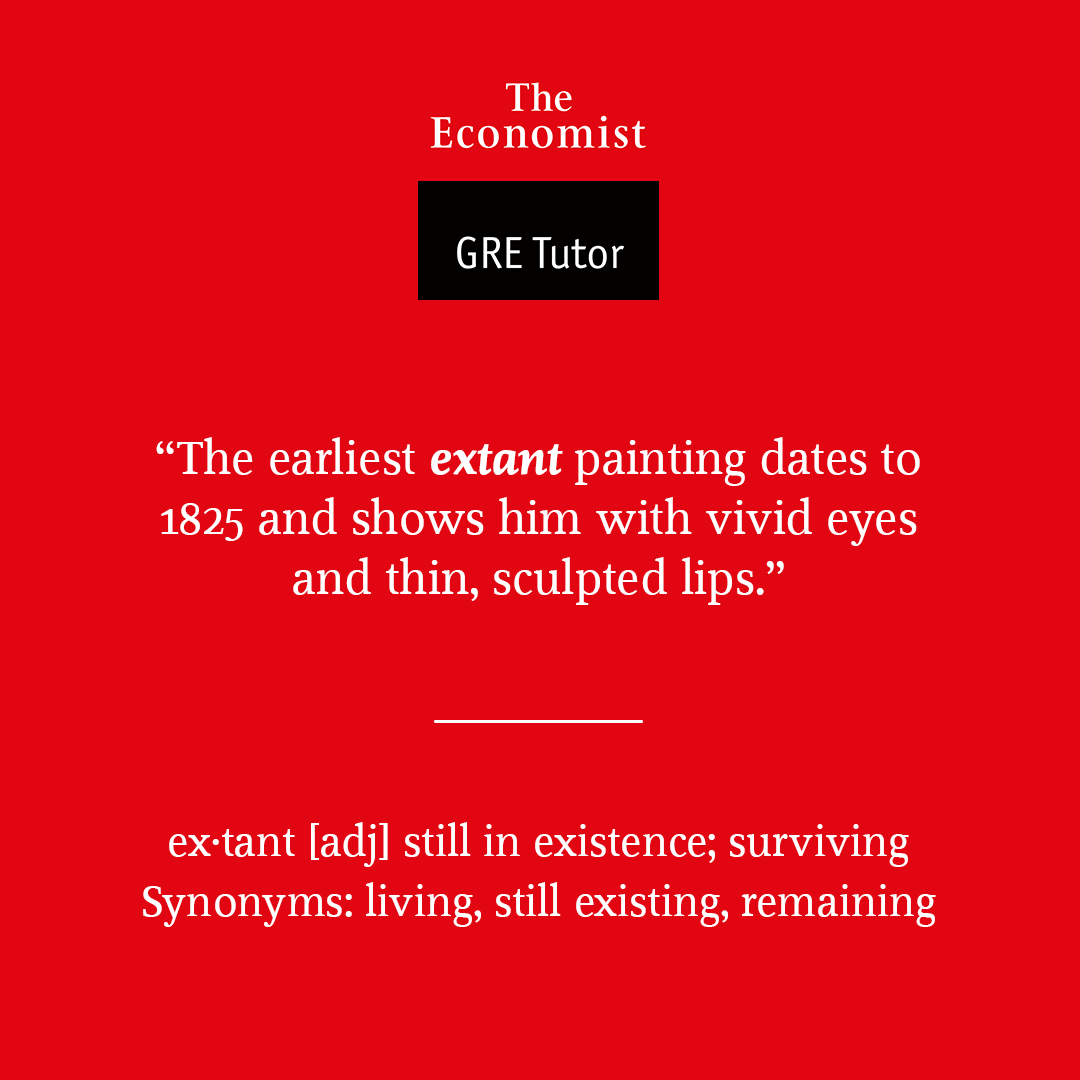 The
Economist
GRE Tutor
“The earliest extant painting dates to
1825 and shows him with vivid eyes
and thin, sculpted lips.”
ex·tant [adj] still in existence; surviving
Synonyms: living, still existing, remaining